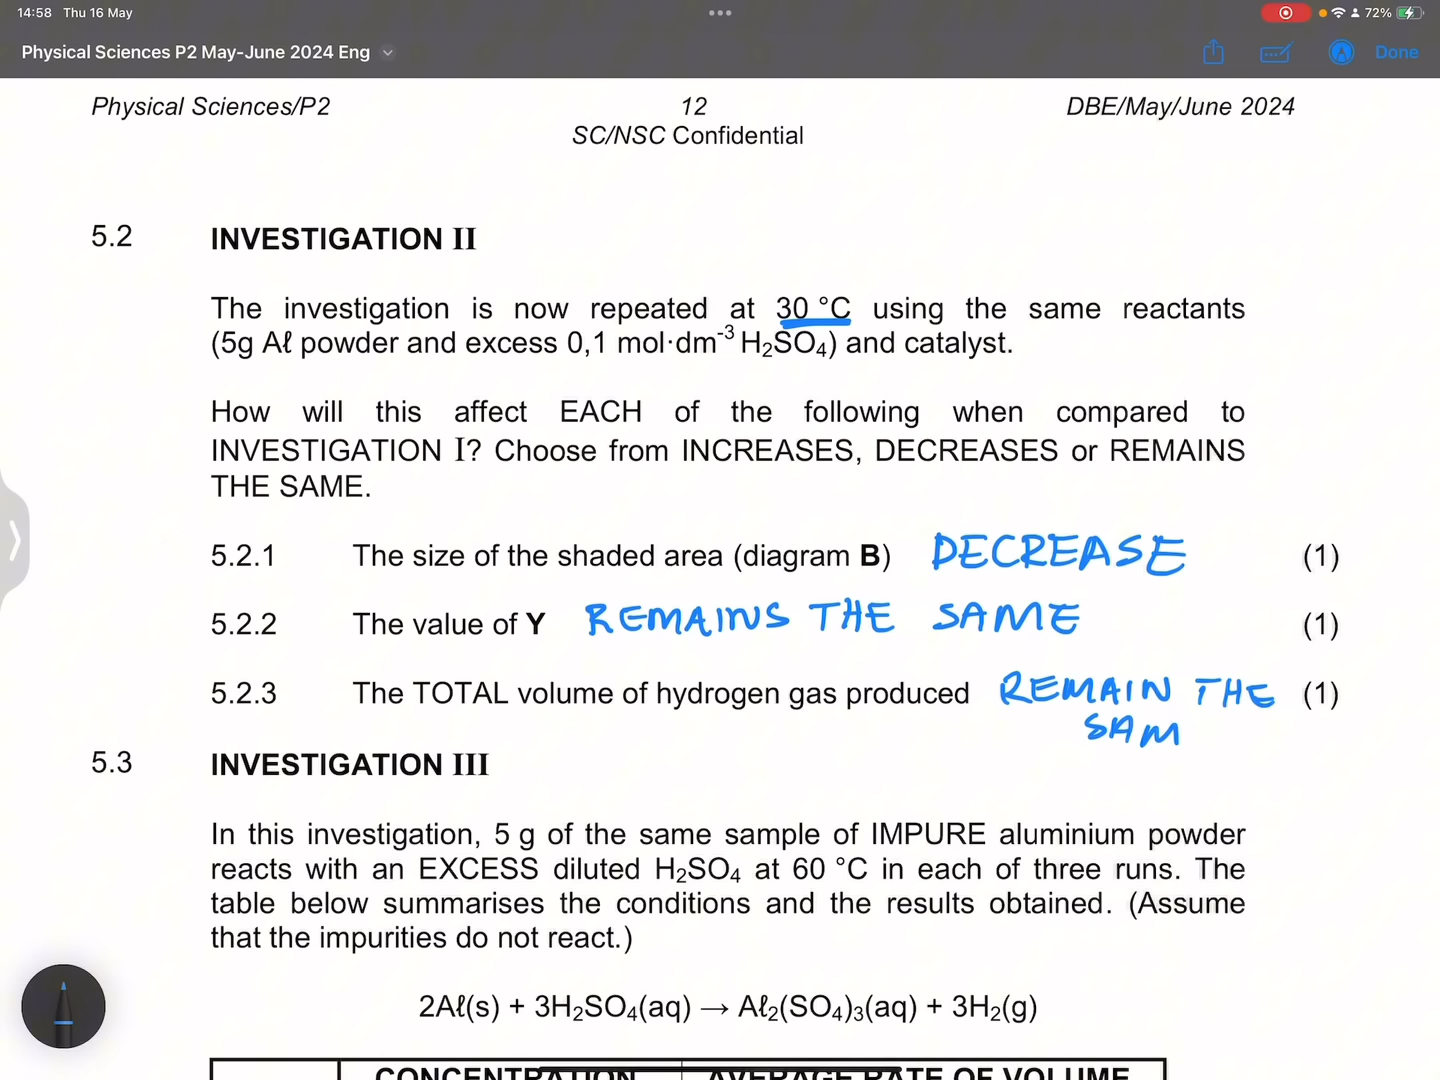 14:58 Thu 16 May
72%
Physical Sciences P2 May-June 2024 Eng
Done
Physical Sciences/P2 12 DBE/May/June 2024
SC/NSC Confidential
5.2 INVESTIGATION II
The investigation is now repeated at 30 °C using the same reactants
(5g Aℓ powder and excess 0,1 mol·dm⁻³ H₂SO₄) and catalyst.
How will this affect EACH of the following when compared to
INVESTIGATION I? Choose from INCREASES, DECREASES or REMAINS
THE SAME.
5.2.1 The size of the shaded area (diagram B) DECREASE (1)
5.2.2 The value of Y REMAINS THE SAME (1)
5.2.3 The TOTAL volume of hydrogen gas produced REMAIN THE (1)
SAM
5.3 INVESTIGATION III
In this investigation, 5 g of the same sample of IMPURE aluminium powder
reacts with an EXCESS diluted H₂SO₄ at 60 °C in each of three runs. The
table below summarises the conditions and the results obtained. (Assume
that the impurities do not react.)
2Aℓ(s) + 3H₂SO₄(aq) → Aℓ₂(SO₄)₃(aq) + 3H₂(g)
CONCENTRATION AVERAGE RATE OF VOLUME